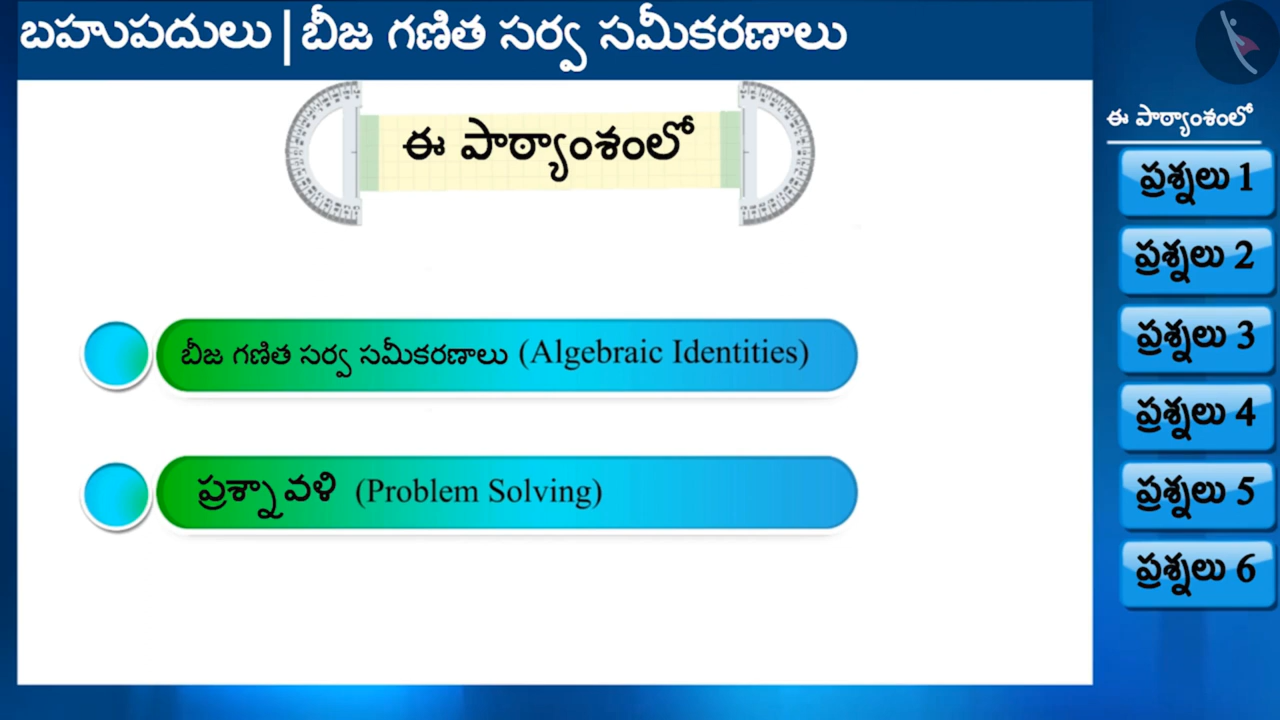 బహుపదులు | బీజ గణిత సర్వ సమీకరణాలు
ఈ పాఠ్యాంశంలో
బీజ గణిత సర్వ సమీకరణాలు (Algebraic Identities)
ప్రశ్నావళి (Problem Solving)
ఈ పాఠ్యాంశంలో
ప్రశ్నలు 1
ప్రశ్నలు 2
ప్రశ్నలు 3
ప్రశ్నలు 4
ప్రశ్నలు 5
ప్రశ్నలు 6